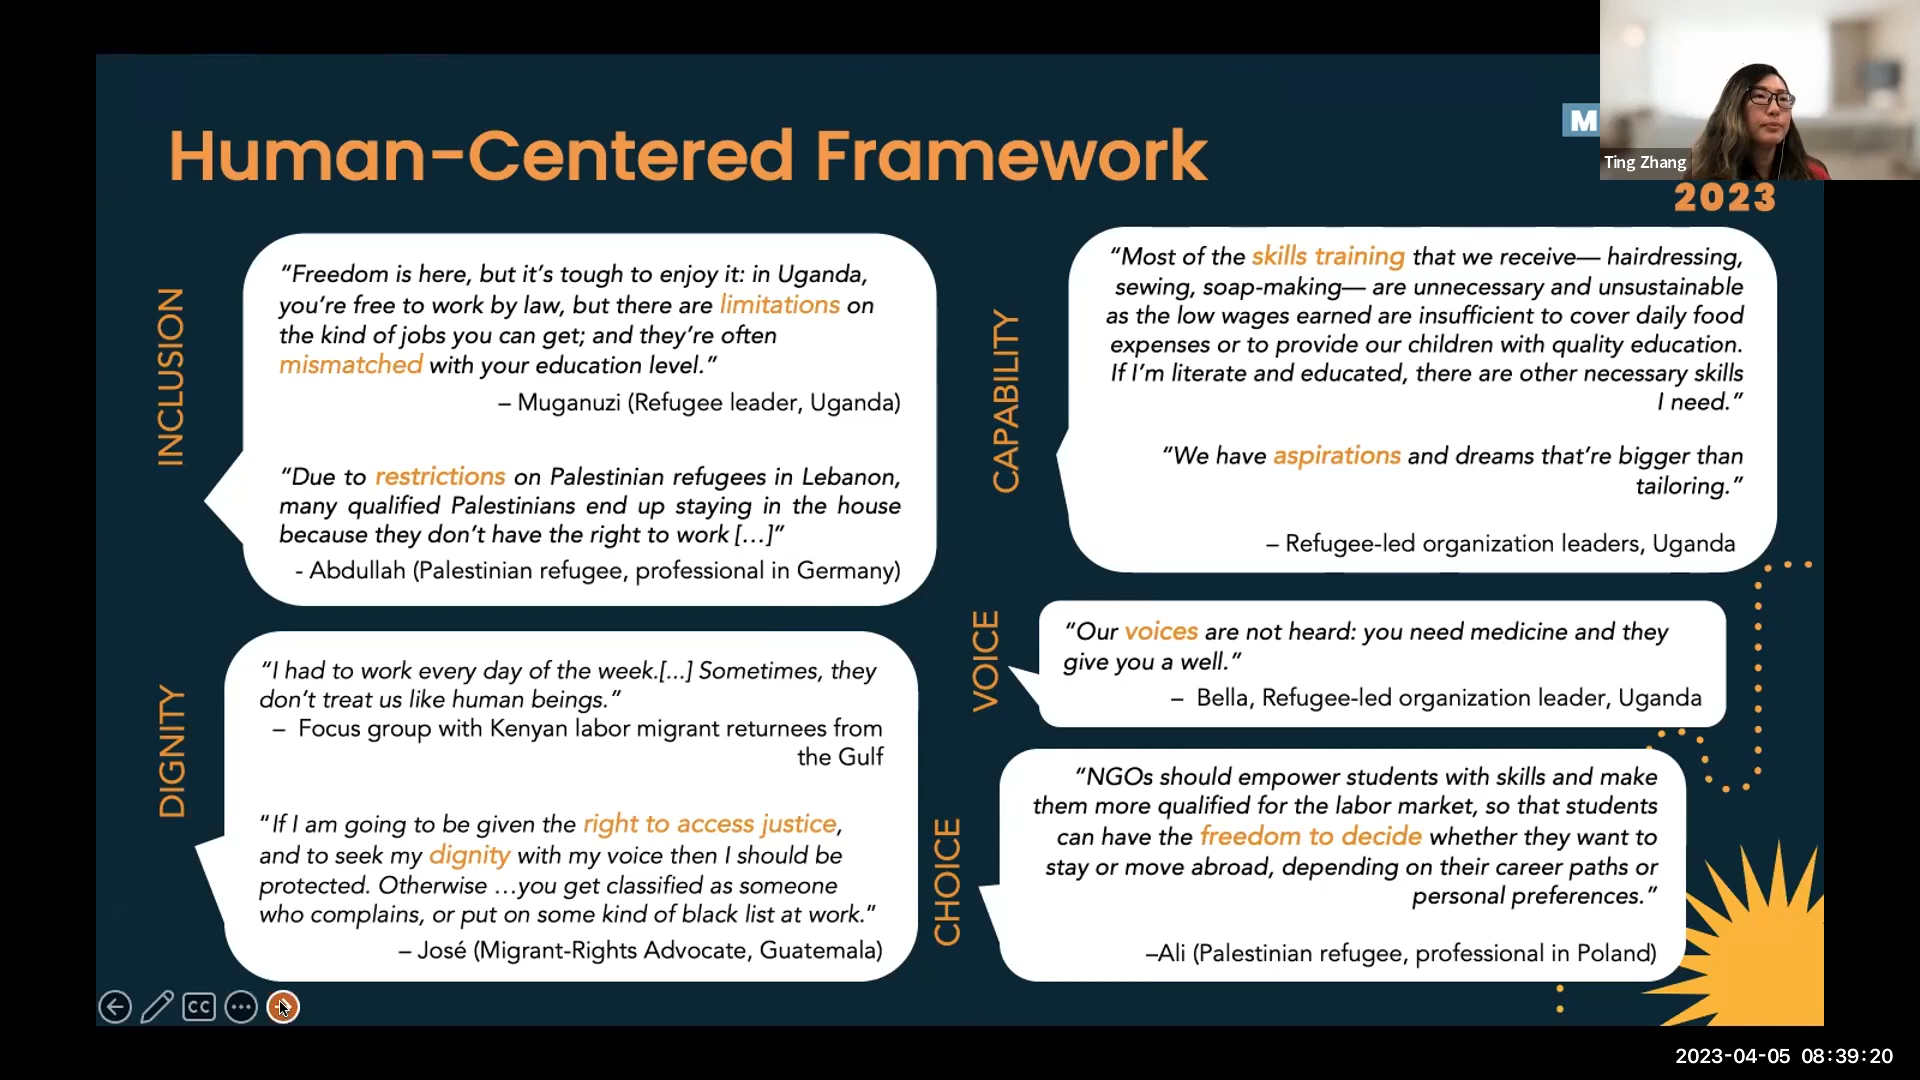 Human-Centered Framework
M
Ting Zhang
2023
INCLUSION
“Freedom is here, but it’s tough to enjoy it: in Uganda,
you’re free to work by law, but there are limitations on
the kind of jobs you can get; and they’re often
mismatched with your education level.”
– Muganuzi (Refugee leader, Uganda)
“Due to restrictions on Palestinian refugees in Lebanon,
many qualified Palestinians end up staying in the house
because they don’t have the right to work […]”
- Abdullah (Palestinian refugee, professional in Germany)
DIGNITY
“I had to work every day of the week.[...] Sometimes, they
don’t treat us like human beings.”
– Focus group with Kenyan labor migrant returnees from
the Gulf
“If I am going to be given the right to access justice,
and to seek my dignity with my voice then I should be
protected. Otherwise …you get classified as someone
who complains, or put on some kind of black list at work.”
– José (Migrant-Rights Advocate, Guatemala)
CAPABILITY
“Most of the skills training that we receive— hairdressing,
sewing, soap-making— are unnecessary and unsustainable
as the low wages earned are insufficient to cover daily food
expenses or to provide our children with quality education.
If I’m literate and educated, there are other necessary skills
I need.”
“We have aspirations and dreams that’re bigger than
tailoring.”
– Refugee-led organization leaders, Uganda
VOICE
“Our voices are not heard: you need medicine and they
give you a well.”
– Bella, Refugee-led organization leader, Uganda
CHOICE
“NGOs should empower students with skills and make
them more qualified for the labor market, so that students
can have the freedom to decide whether they want to
stay or move abroad, depending on their career paths or
personal preferences.”
–Ali (Palestinian refugee, professional in Poland)
CC
2023-04-05 08:39:20